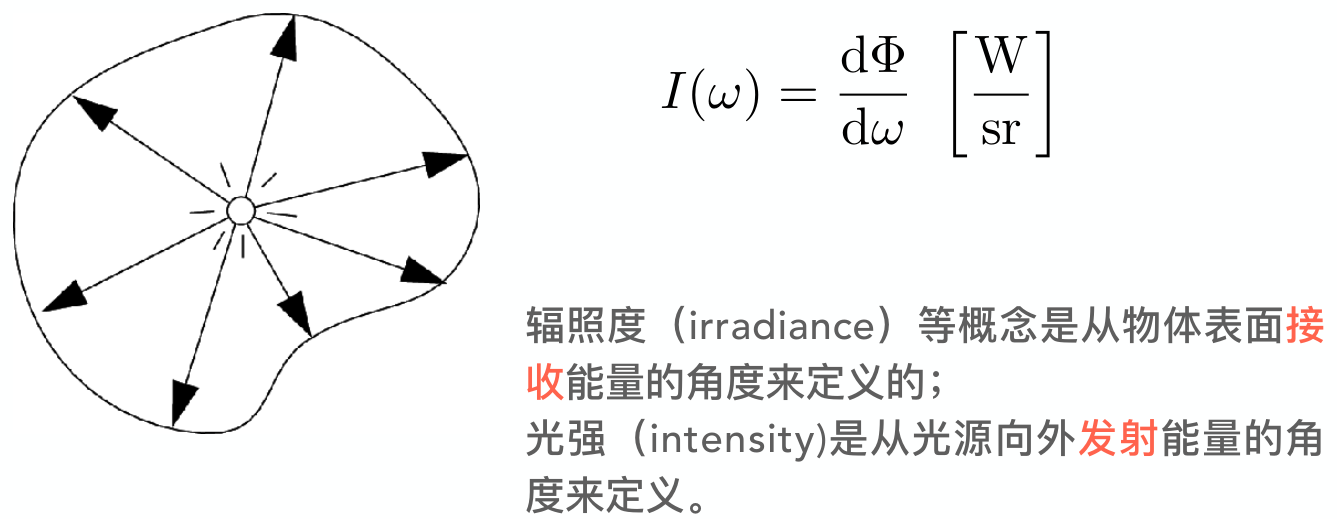 I(ω) = dΦ/dω [W/sr]
辐照度（irradiance）等概念是从物体表面接
收能量的角度来定义的；
光强（intensity)是从光源向外发射能量的角
度来定义。